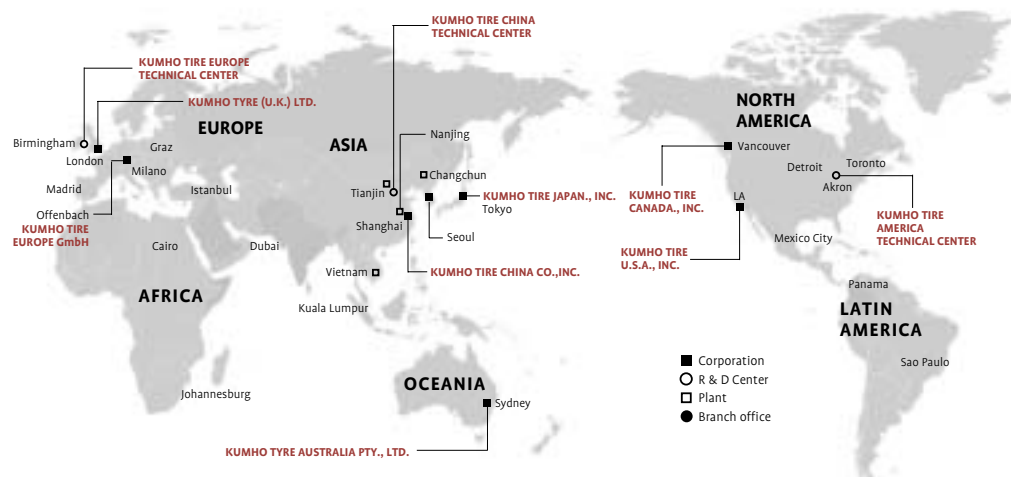 KUMHO TIRE CHINA
TECHNICAL CENTER
KUMHO TIRE EUROPE
TECHNICAL CENTER
KUMHO TYRE (U.K.) LTD.
EUROPE
ASIA
NORTH
AMERICA
Birmingham
London
Graz
Milano
Madrid
Istanbul
Offenbach
KUMHO TIRE
EUROPE GmbH
Nanjing
Changchun
Tianjin
KUMHO TIRE JAPAN., INC.
Tokyo
Shanghai
Seoul
KUMHO TIRE CHINA CO.,INC.
Cairo
Dubai
Vietnam
Kuala Lumpur
AFRICA
Johannesburg
OCEANIA
Sydney
KUMHO TYRE AUSTRALIA PTY., LTD.
Vancouver
Detroit
Toronto
Akron
LA
KUMHO TIRE
CANADA., INC.
KUMHO TIRE
U.S.A., INC.
KUMHO TIRE
AMERICA
TECHNICAL CENTER
Mexico City
Panama
LATIN
AMERICA
Sao Paulo
Corporation
R & D Center
Plant
Branch office